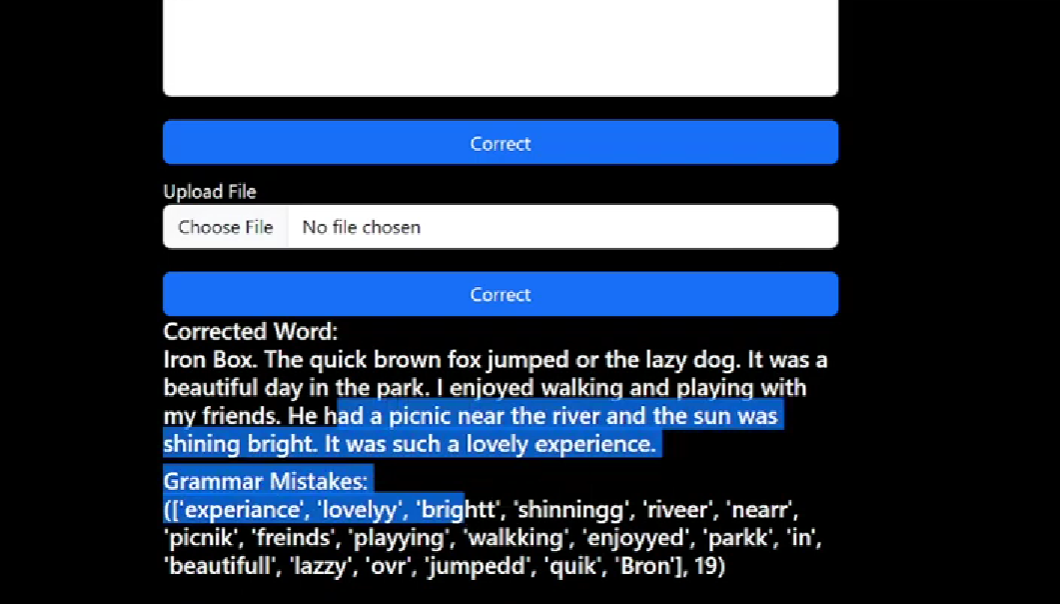 Correct
Upload File
Choose File No file chosen
Correct
Corrected Word:
Iron Box. The quick brown fox jumped or the lazy dog. It was a
beautiful day in the park. I enjoyed walking and playing with
my friends. He had a picnic near the river and the sun was
shining bright. It was such a lovely experience.
Grammar Mistakes:
(['experiance', 'lovelyy', 'brightt', 'shinningg', 'riveer', 'nearr',
'picnik', 'freinds', 'playying', 'walkking', 'enjoyyed', 'parkk', 'in',
'beautifull', 'lazzy', 'ovr', 'jumpedd', 'quik', 'Bron'], 19)